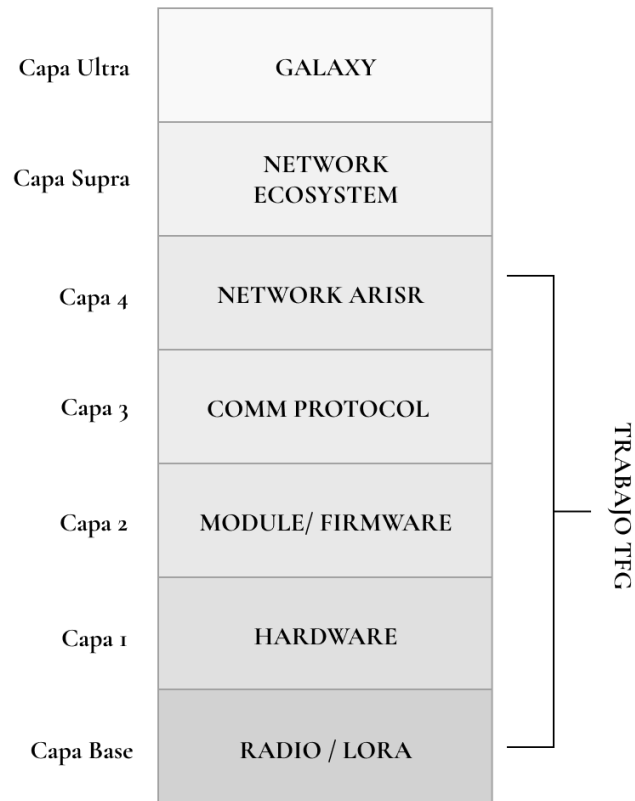 Capa Ultra
GALAXY
Capa Supra
NETWORK
ECOSYSTEM
Capa 4
NETWORK ARISR
Capa 3
COMM PROTOCOL
Capa 2
MODULE/ FIRMWARE
Capa 1
HARDWARE
Capa Base
RADIO / LORA
TRABAJO TFG